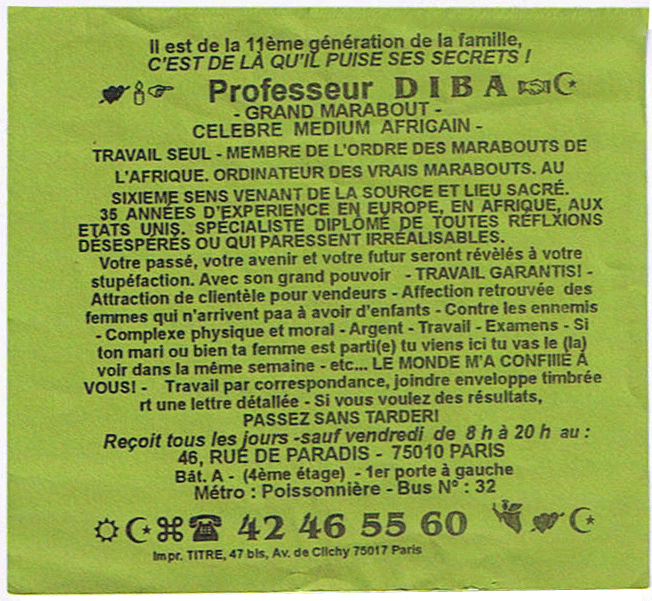 Il est de la 11ème génération de la famille,
C'EST DE LÀ QU'IL PUISE SES SECRETS !
Professeur DIBA
- GRAND MARABOUT -
CELEBRE MEDIUM AFRIGAIN -
TRAVAIL SEUL - MEMBRE DE L'ORDRE DES MARABOUTS DE
L'AFRIQUE. ORDINATEUR DES VRAIS MARABOUTS. AU
SIXIEME SENS VENANT DE LA SOURCE ET LIEU SACRÉ.
35 ANNÉES D'EXPERIENCE EN EUROPE, EN AFRIQUE, AUX
ETATS UNIS. SPÉCIALISTE DIPLÔMÉ DE TOUTES RÉFLXIONS
DÉSESPÉRÉS OU QUI PARESSENT IRRÉALISABLES.
Votre passé, votre avenir et votre futur seront révèlés à votre
stupéfaction. Avec son grand pouvoir - TRAVAIL GARANTIS! -
Attraction de clientèle pour vendeurs - Affection retrouvée des
femmes qui n'arrivent paa à avoir d'enfants - Contre les ennemis
- Complexe physique et moral - Argent - Travail - Examens - Si
ton mari ou bien ta femme est parti(e) tu viens ici tu vas le (la)
voir dans la même semaine - etc... LE MONDE M'A CONFIIIÉ À
VOUS! - Travail par correspondance, joindre enveloppe timbrée
rt une lettre détaillée - Si vous voulez des résultats,
PASSEZ SANS TARDER!
Reçoit tous les jours -sauf vendredi de 8 h à 20 h au :
46, RUE DE PARADIS - 75010 PARIS
Bât. A - (4ème étage) - 1er porte à gauche
Métro : Poissonnière - Bus N° : 32
42 46 55 60
Impr. TITRE, 47 bis, Av. de Clichy 75017 Paris